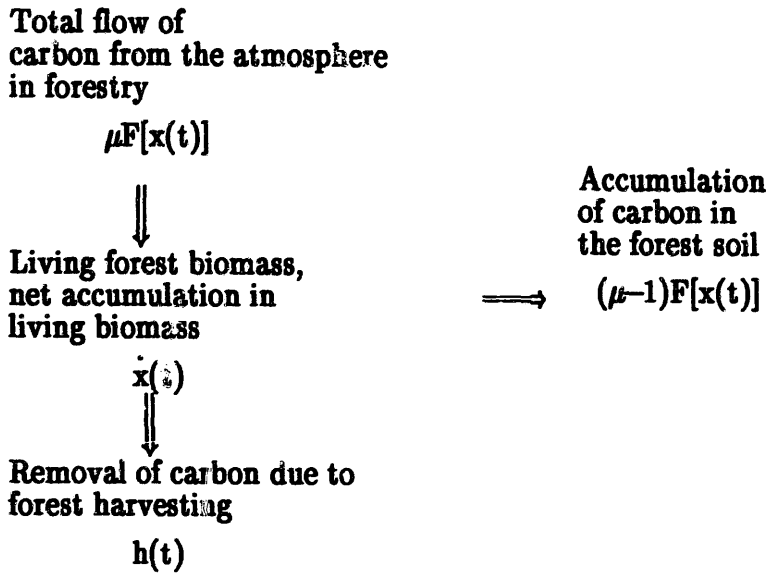 Total flow of
carbon from the atmosphere
in forestry
μF[x(t)]
Living forest biomass,
net accumulation in
living biomass
ẋ(t)
Removal of carbon due to
forest harvesting
h(t)
Accumulation
of carbon in
the forest soil
(μ–1)F[x(t)]